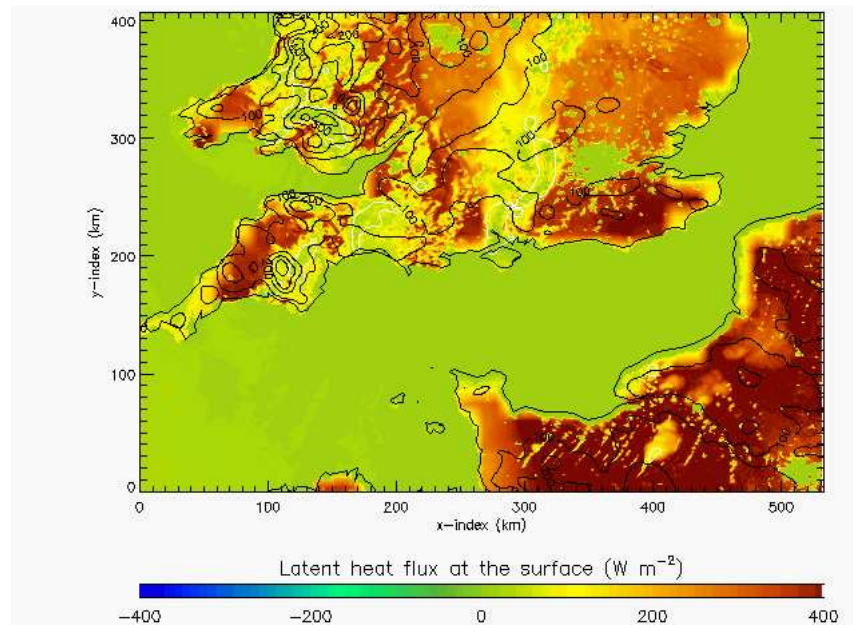 400
300
200
100
0
y-index (km)
0 100 200 300 400 500
x-index (km)
Latent heat flux at the surface (W m⁻²)
-400 -200 0 200 400